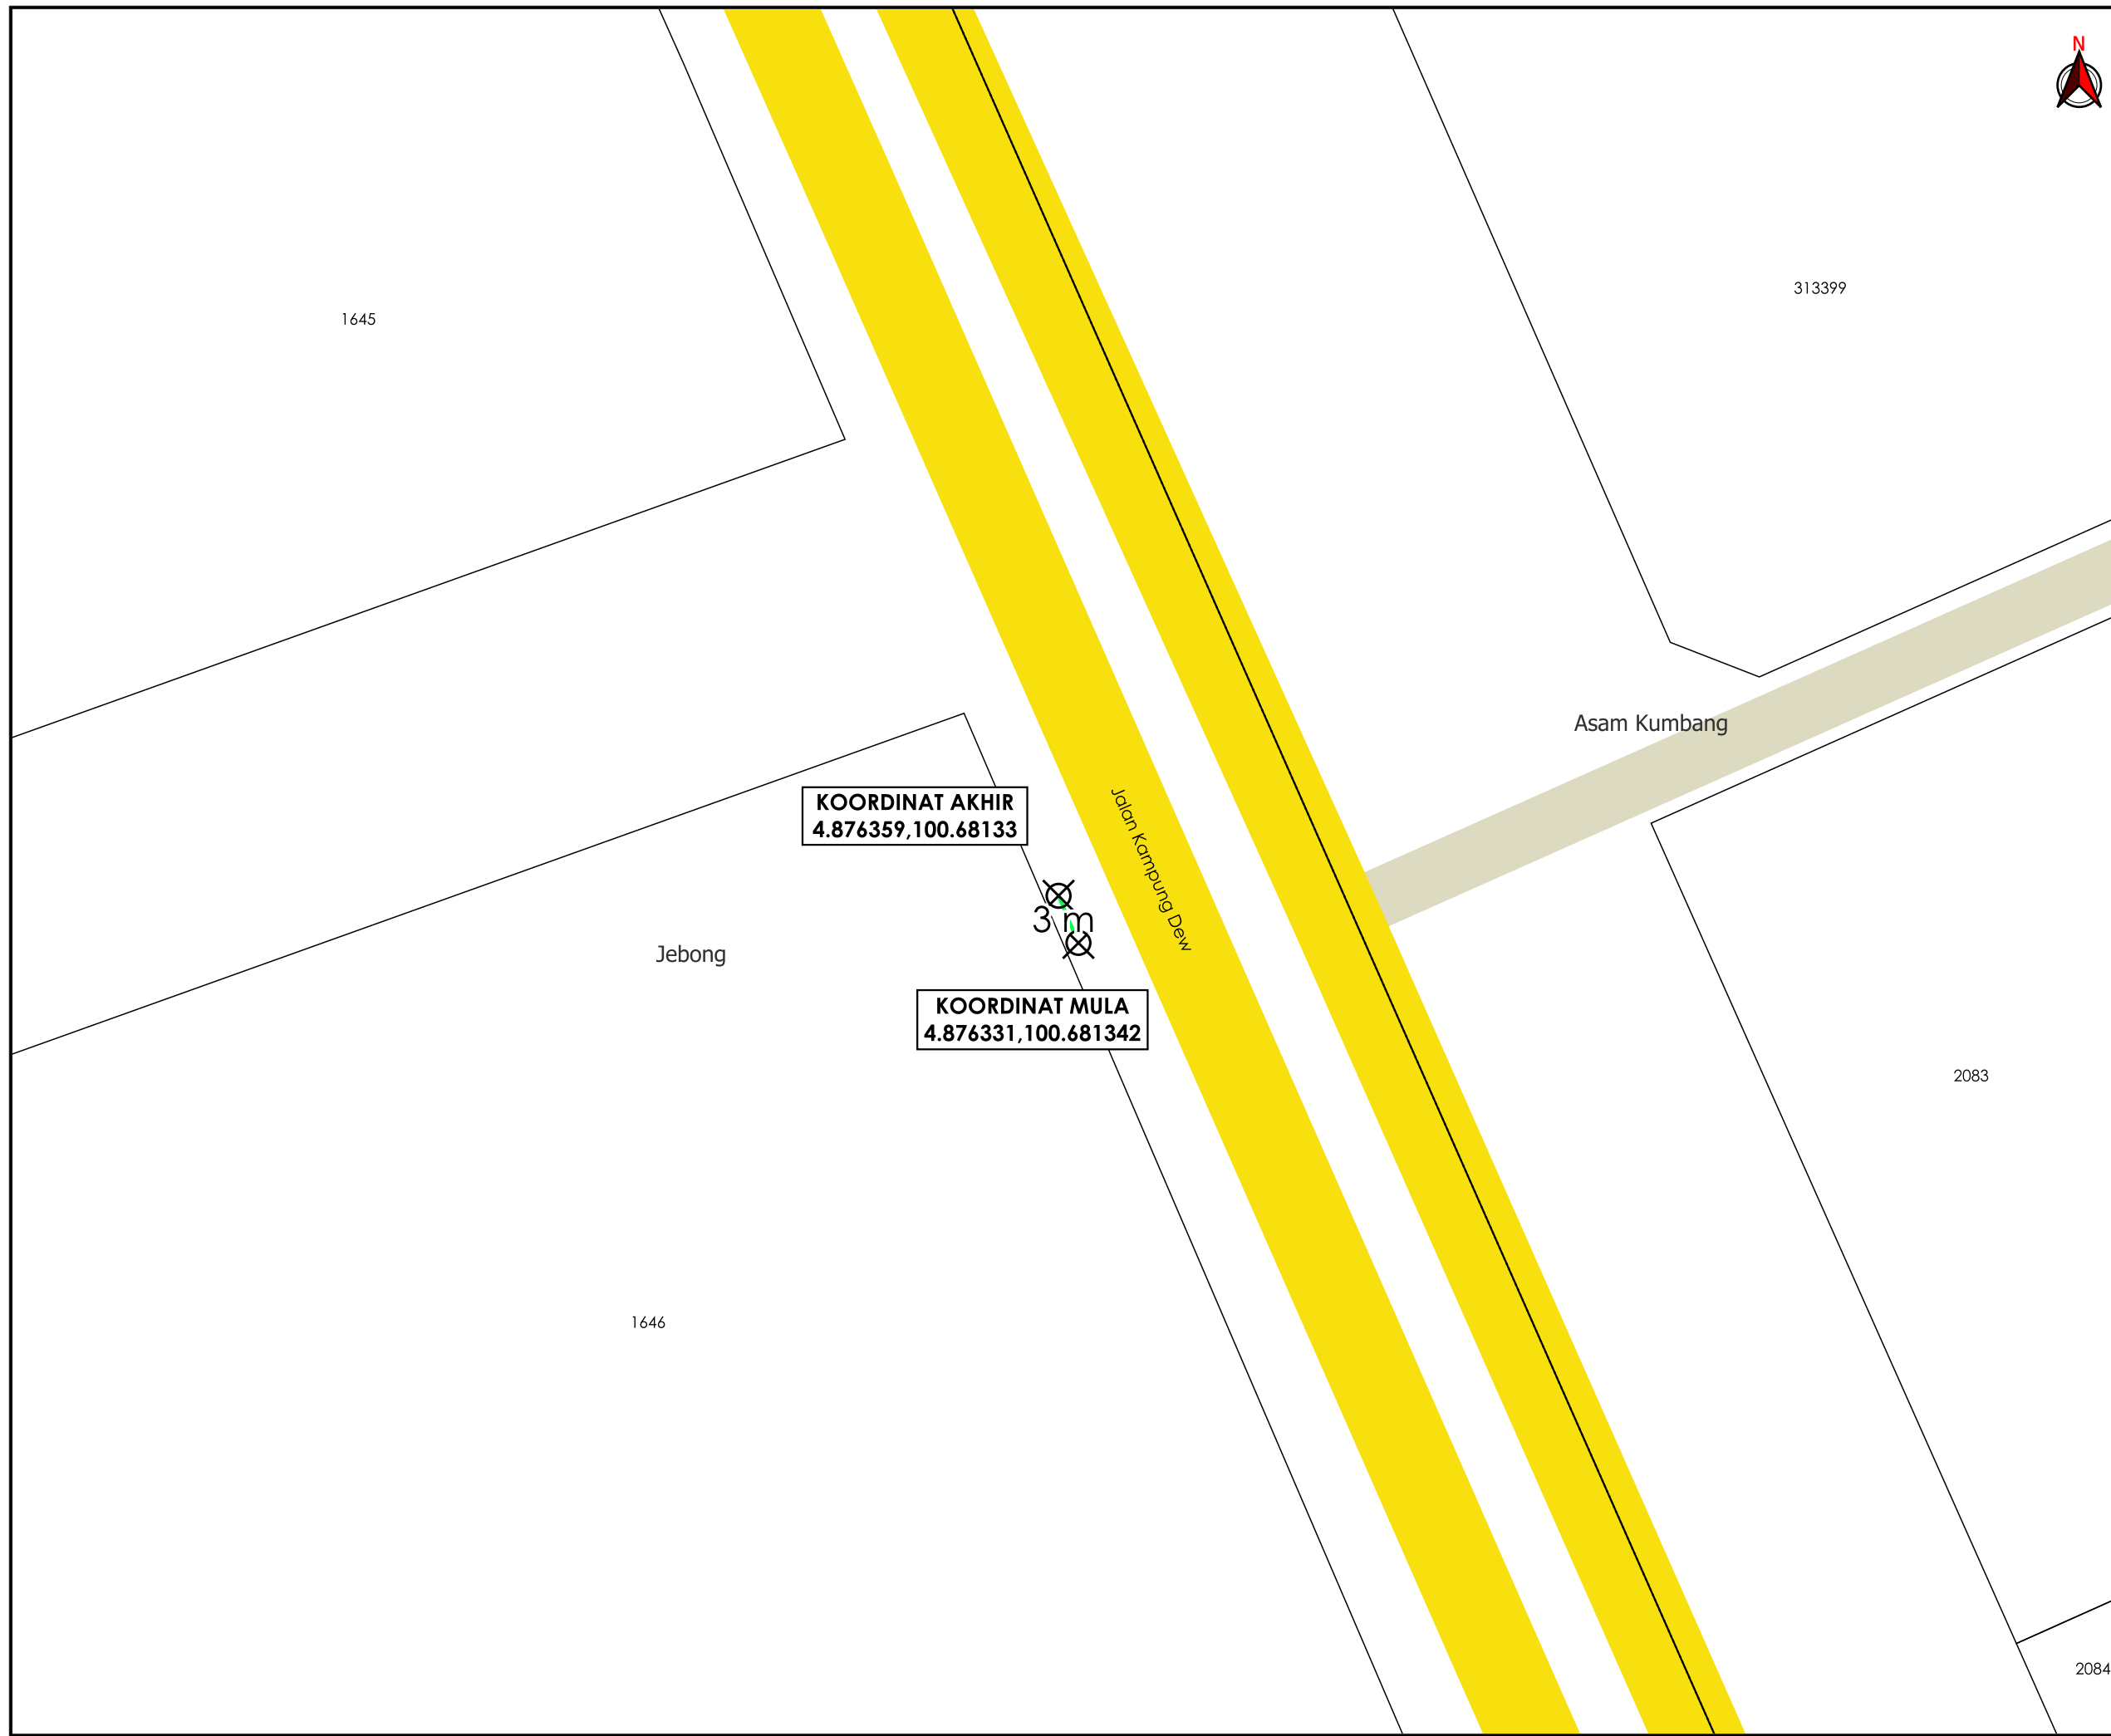 N
313399
1645
Asam Kumbang
KOORDINAT AKHIR
4.876359,100.68133
Jalan Kampung Dew
3 m
Jebong
KOORDINAT MULA
4.876331,100.681342
2083
1646
2084